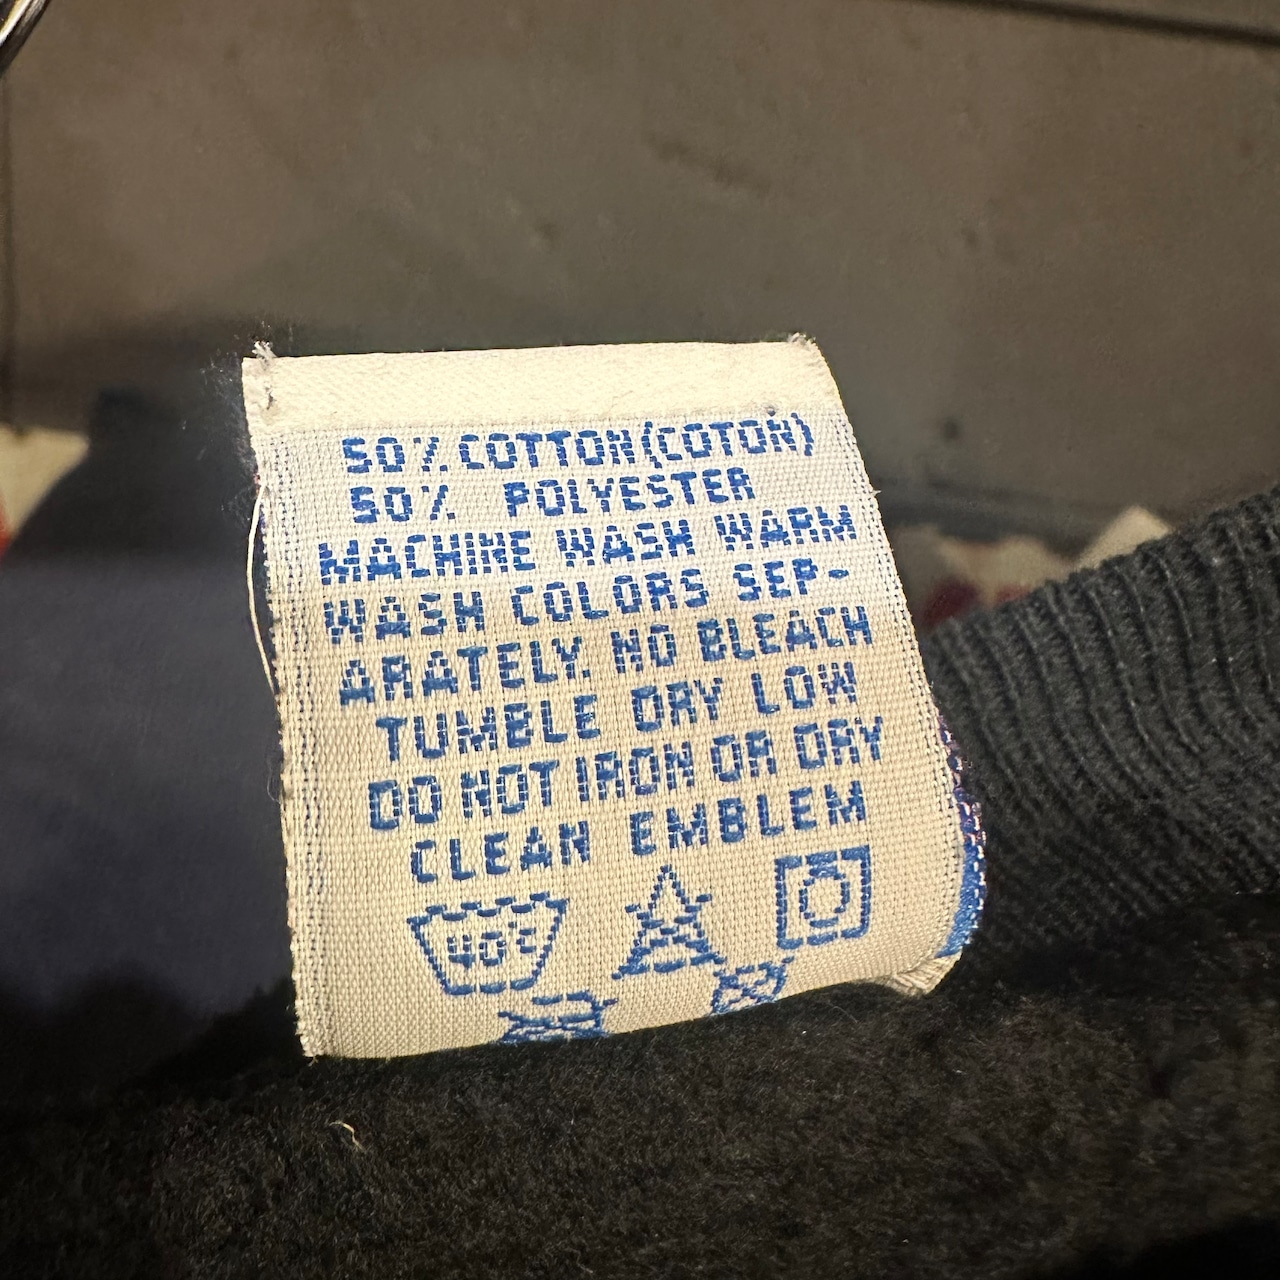 50% COTTON(COTON)
50% POLYESTER
MACHINE WASH WARM
WASH COLORS SEP-
ARATELY. NO BLEACH
TUMBLE DRY LOW
DO NOT IRON OR DRY
CLEAN EMBLEM
40°C